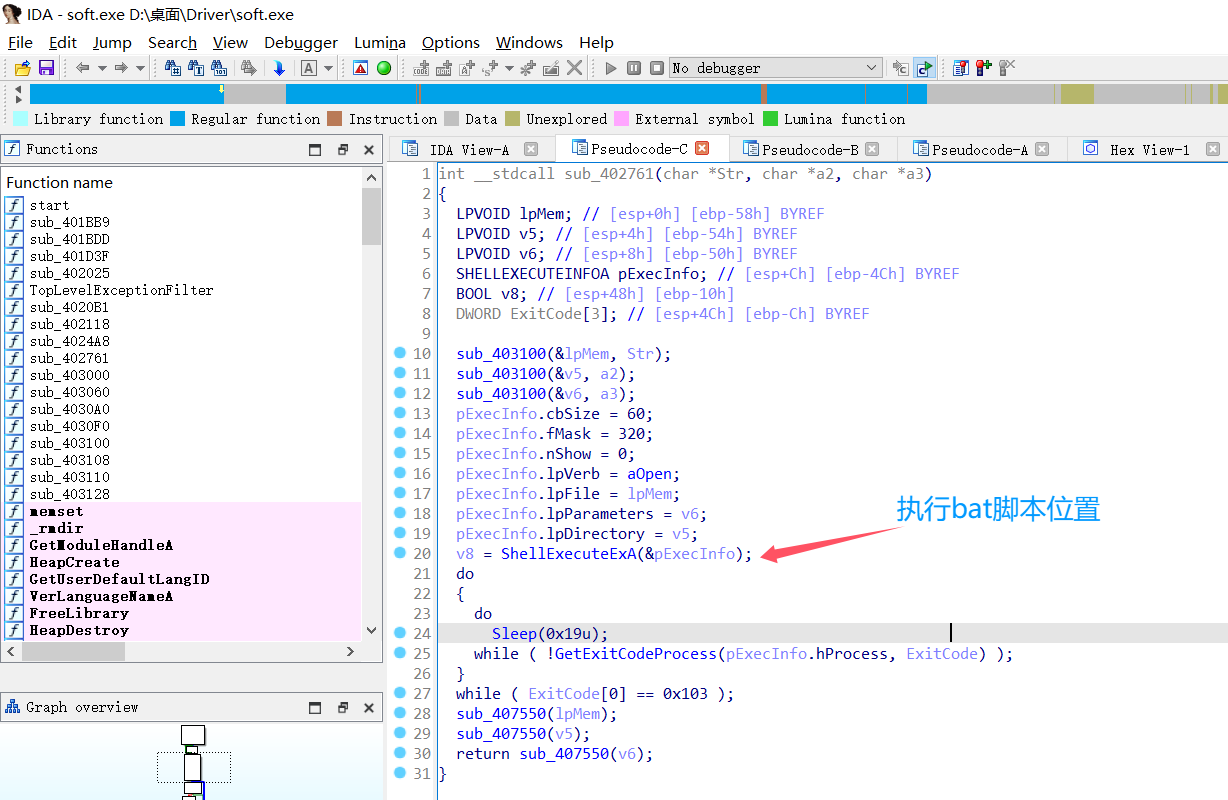 IDA - soft.exe D:\桌面\Driver\soft.exe
File Edit Jump Search View Debugger Lumina Options Windows Help
No debugger
Library function Regular function Instruction Data Unexplored External symbol Lumina function
Functions
IDA View-A Pseudocode-C Pseudocode-B Pseudocode-A Hex View-1
Function name
start
sub_401BB9
sub_401BDD
sub_401D3F
sub_402025
TopLevelExceptionFilter
sub_4020B1
sub_402118
sub_4024A8
sub_402761
sub_403000
sub_403060
sub_4030A0
sub_4030F0
sub_403100
sub_403108
sub_403110
sub_403128
memset
_rmdir
GetModuleHandleA
HeapCreate
GetUserDefaultLangID
VerLanguageNameA
FreeLibrary
HeapDestroy
Graph overview
1 int __stdcall sub_402761(char *Str, char *a2, char *a3)
2 {
3 LPVOID lpMem; // [esp+0h] [ebp-58h] BYREF
4 LPVOID v5; // [esp+4h] [ebp-54h] BYREF
5 LPVOID v6; // [esp+8h] [ebp-50h] BYREF
6 SHELLEXECUTEINFOA pExecInfo; // [esp+Ch] [ebp-4Ch] BYREF
7 BOOL v8; // [esp+48h] [ebp-10h]
8 DWORD ExitCode[3]; // [esp+4Ch] [ebp-Ch] BYREF
9
10 sub_403100(&lpMem, Str);
11 sub_403100(&v5, a2);
12 sub_403100(&v6, a3);
13 pExecInfo.cbSize = 60;
14 pExecInfo.fMask = 320;
15 pExecInfo.nShow = 0;
16 pExecInfo.lpVerb = aOpen;
17 pExecInfo.lpFile = lpMem;
18 pExecInfo.lpParameters = v6;
19 pExecInfo.lpDirectory = v5;
20 v8 = ShellExecuteExA(&pExecInfo);
21 do
22 {
23 do
24 Sleep(0x19u);
25 while ( !GetExitCodeProcess(pExecInfo.hProcess, ExitCode) );
26 }
27 while ( ExitCode[0] == 0x103 );
28 sub_407550(lpMem);
29 sub_407550(v5);
30 return sub_407550(v6);
31 }
执行bat脚本位置